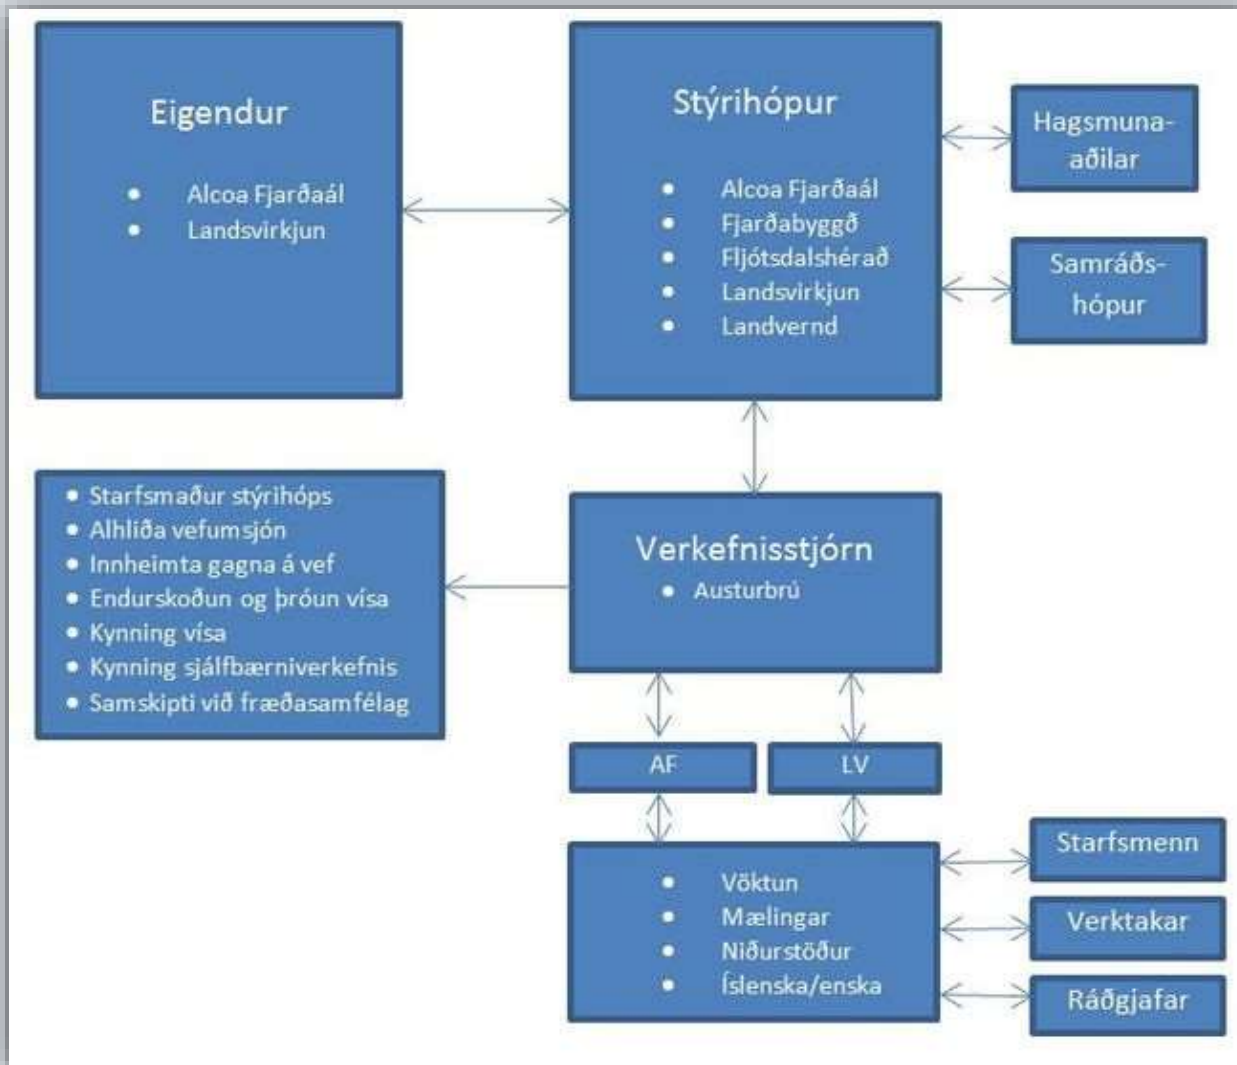 Eigendur
• Alcoa Fjarðaál
• Landsvirkjun
Stýrihópur
• Alcoa Fjarðaál
• Fjarðabyggð
• Fljótsdalshérað
• Landsvirkjun
• Landvernd
Hagsmuna-
aðilar
Samráðs-
hópur
• Starfsmaður stýrihóps
• Alhliða vefumsjón
• Innheimta gagna á vef
• Endurskoðun og þróun vísa
• Kynning vísa
• Kynning sjálfbærniverkefnis
• Samskipti við fræðasamfélag
Verkefnisstjórn
• Austurbrú
AF
LV
• Vöktun
• Mælingar
• Niðurstöður
• Íslenska/enska
Starfsmenn
Verktakar
Ráðgjafar